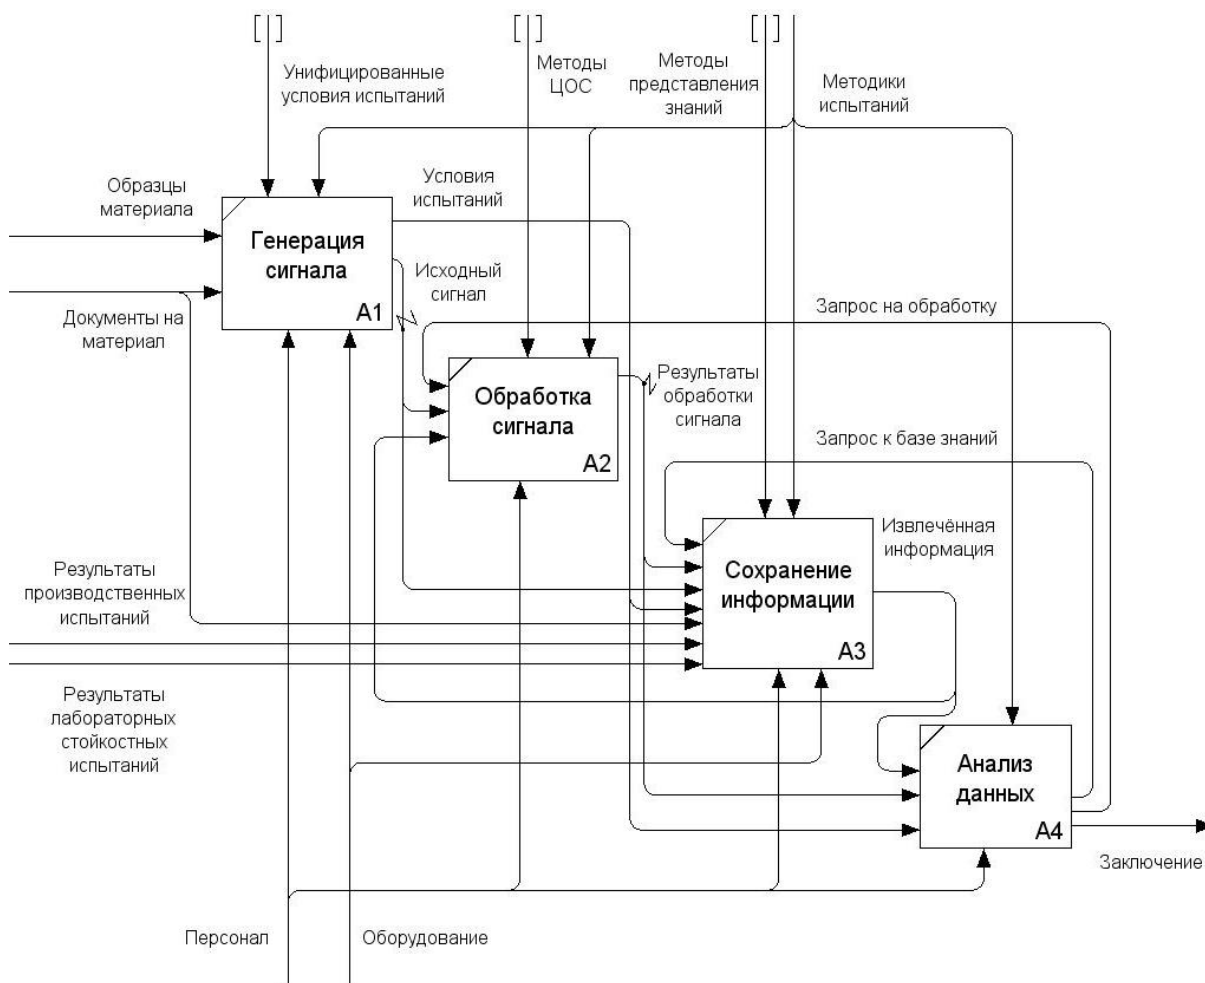 Унифицированные
условия испытаний
Методы
ЦОС
Методы
представления
знаний
Методики
испытаний
Образцы
материала
Условия
испытаний
Генерация
сигнала
A1
Исходный
сигнал
Документы на
материал
Запрос на обработку
Обработка
сигнала
A2
Результаты
обработки
сигнала
Запрос к базе знаний
Извлечённая
информация
Результаты
производственных
испытаний
Сохранение
информации
A3
Результаты
лабораторных
стойкостных
испытаний
Анализ
данных
A4
Заключение
Персонал
Оборудование